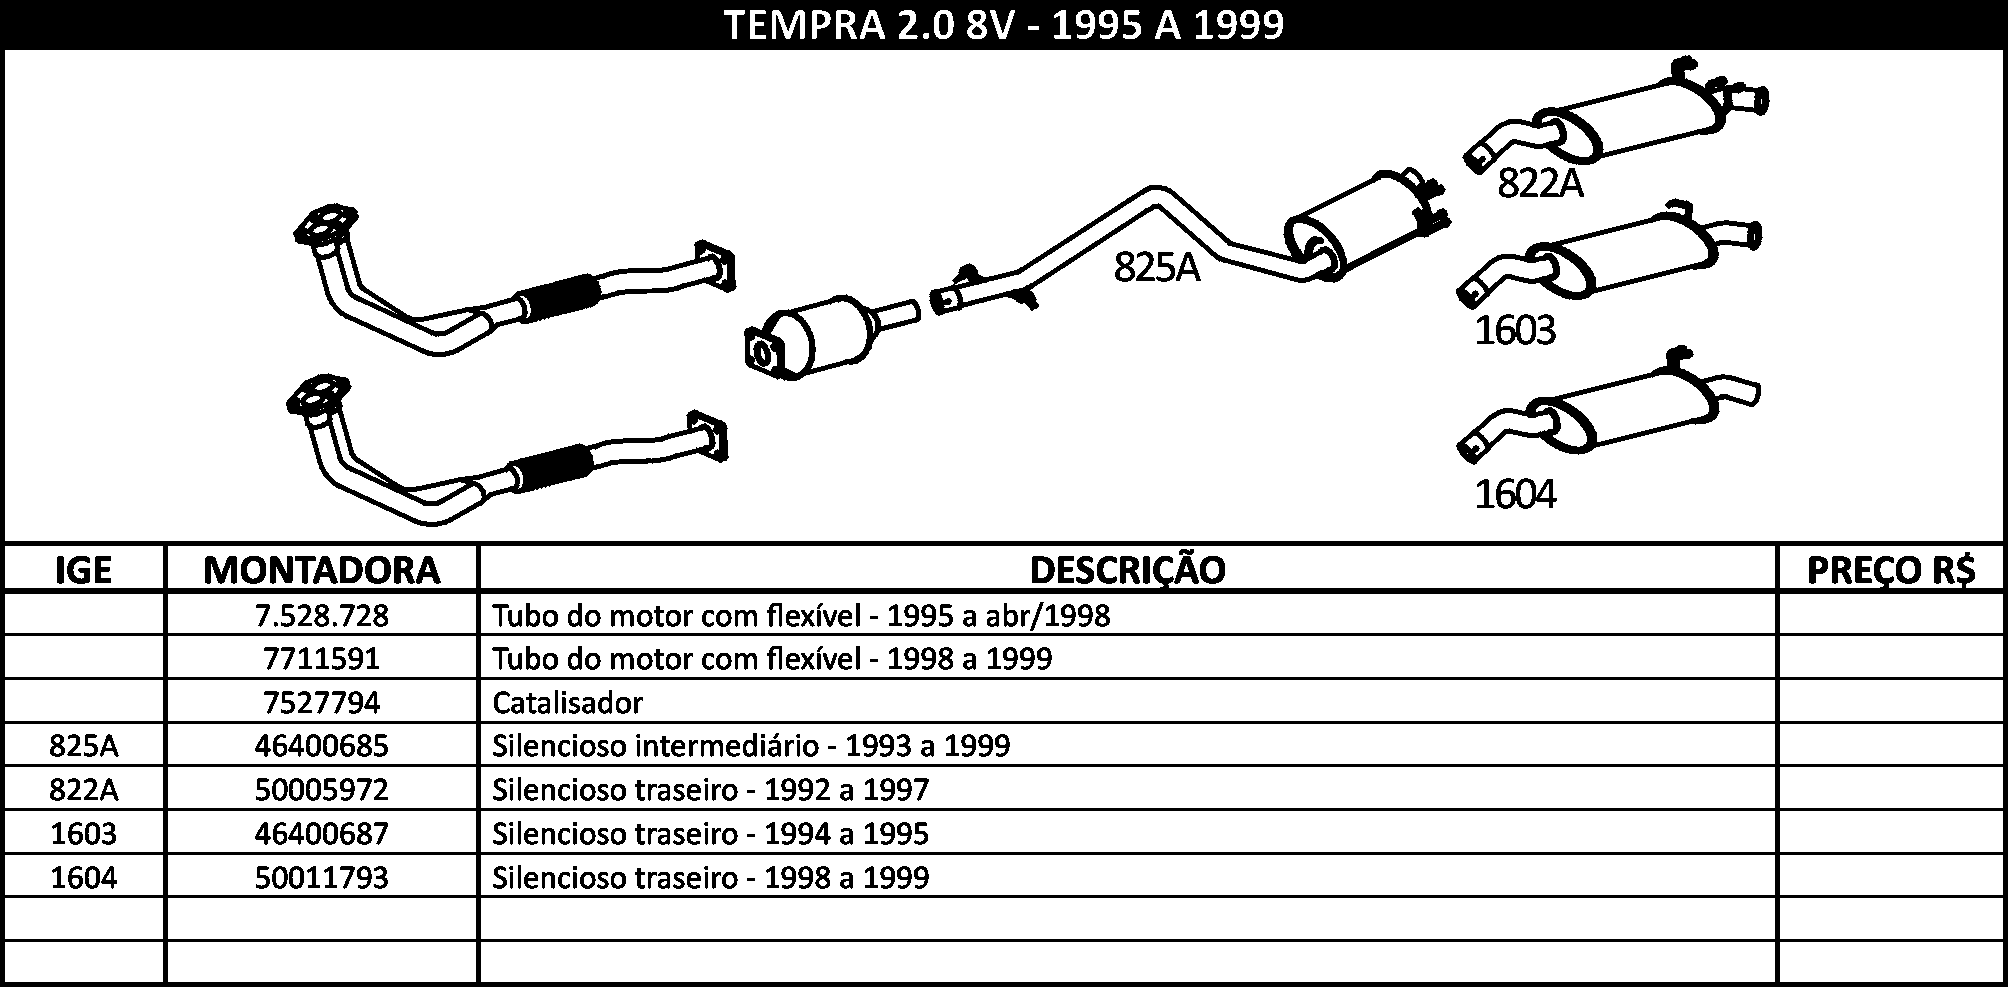 TEMPRA 2.0 8V - 1995 A 1999
822A
825A
1603
1604
IGE MONTADORA DESCRIÇÃO PREÇO R$
7.528.728 Tubo do motor com flexível - 1995 a abr/1998
7711591 Tubo do motor com flexível - 1998 a 1999
7527794 Catalisador
825A 46400685 Silencioso intermediário - 1993 a 1999
822A 50005972 Silencioso traseiro - 1992 a 1997
1603 46400687 Silencioso traseiro - 1994 a 1995
1604 50011793 Silencioso traseiro - 1998 a 1999